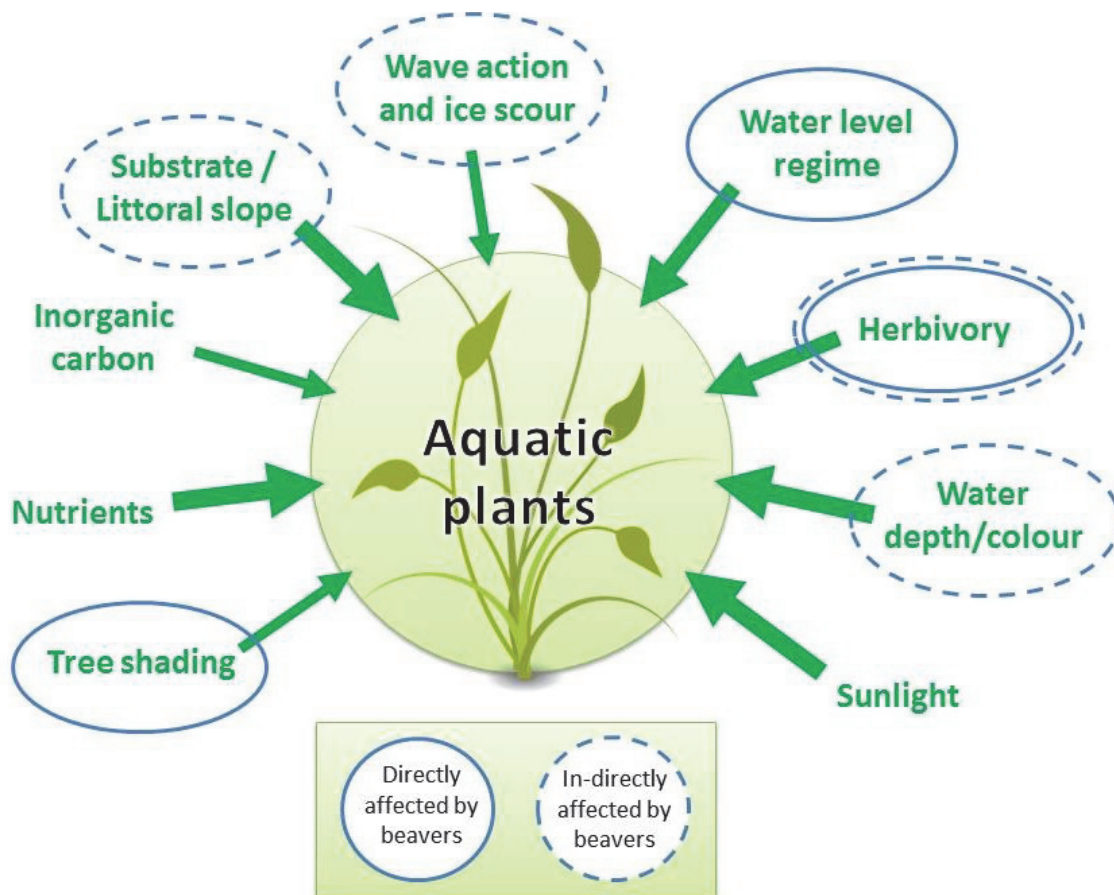 Wave action
and ice scour
Water level
regime
Substrate /
Littoral slope
Inorganic
carbon
Herbivory
Aquatic
plants
Nutrients
Water
depth/colour
Tree shading
Sunlight
Directly
affected by
beavers
In-directly
affected by
beavers